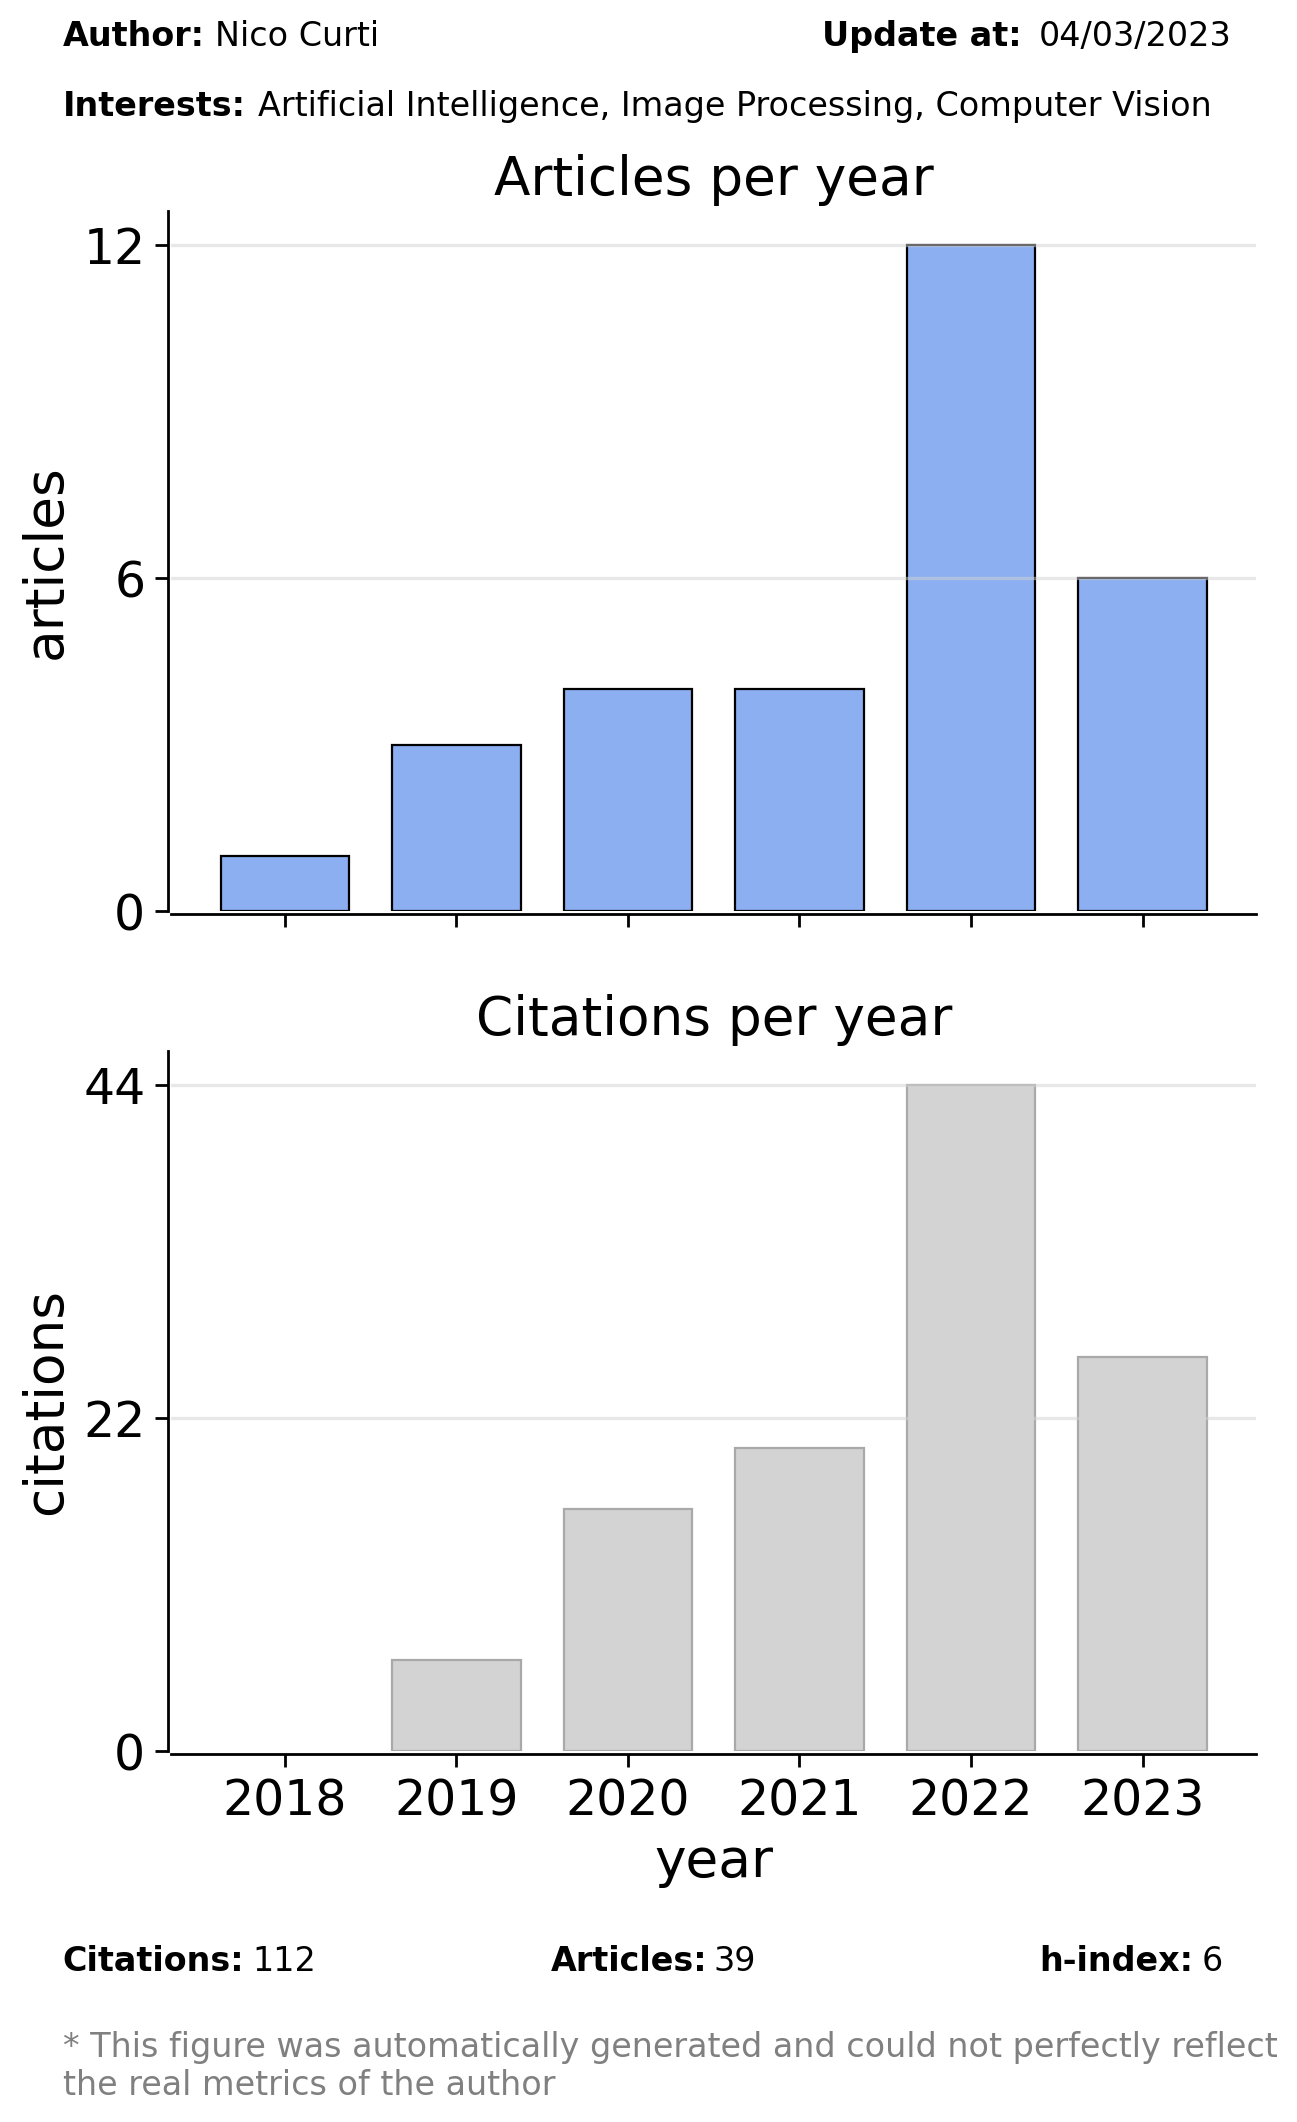 Author: Nico Curti Update at: 04/03/2023
Interests: Artificial Intelligence, Image Processing, Computer Vision
Articles per year
12
6
0
articles
Citations per year
44
22
0
citations
2018 2019 2020 2021 2022 2023
year
Citations: 112 Articles: 39 h-index: 6
* This figure was automatically generated and could not perfectly reflect
the real metrics of the author